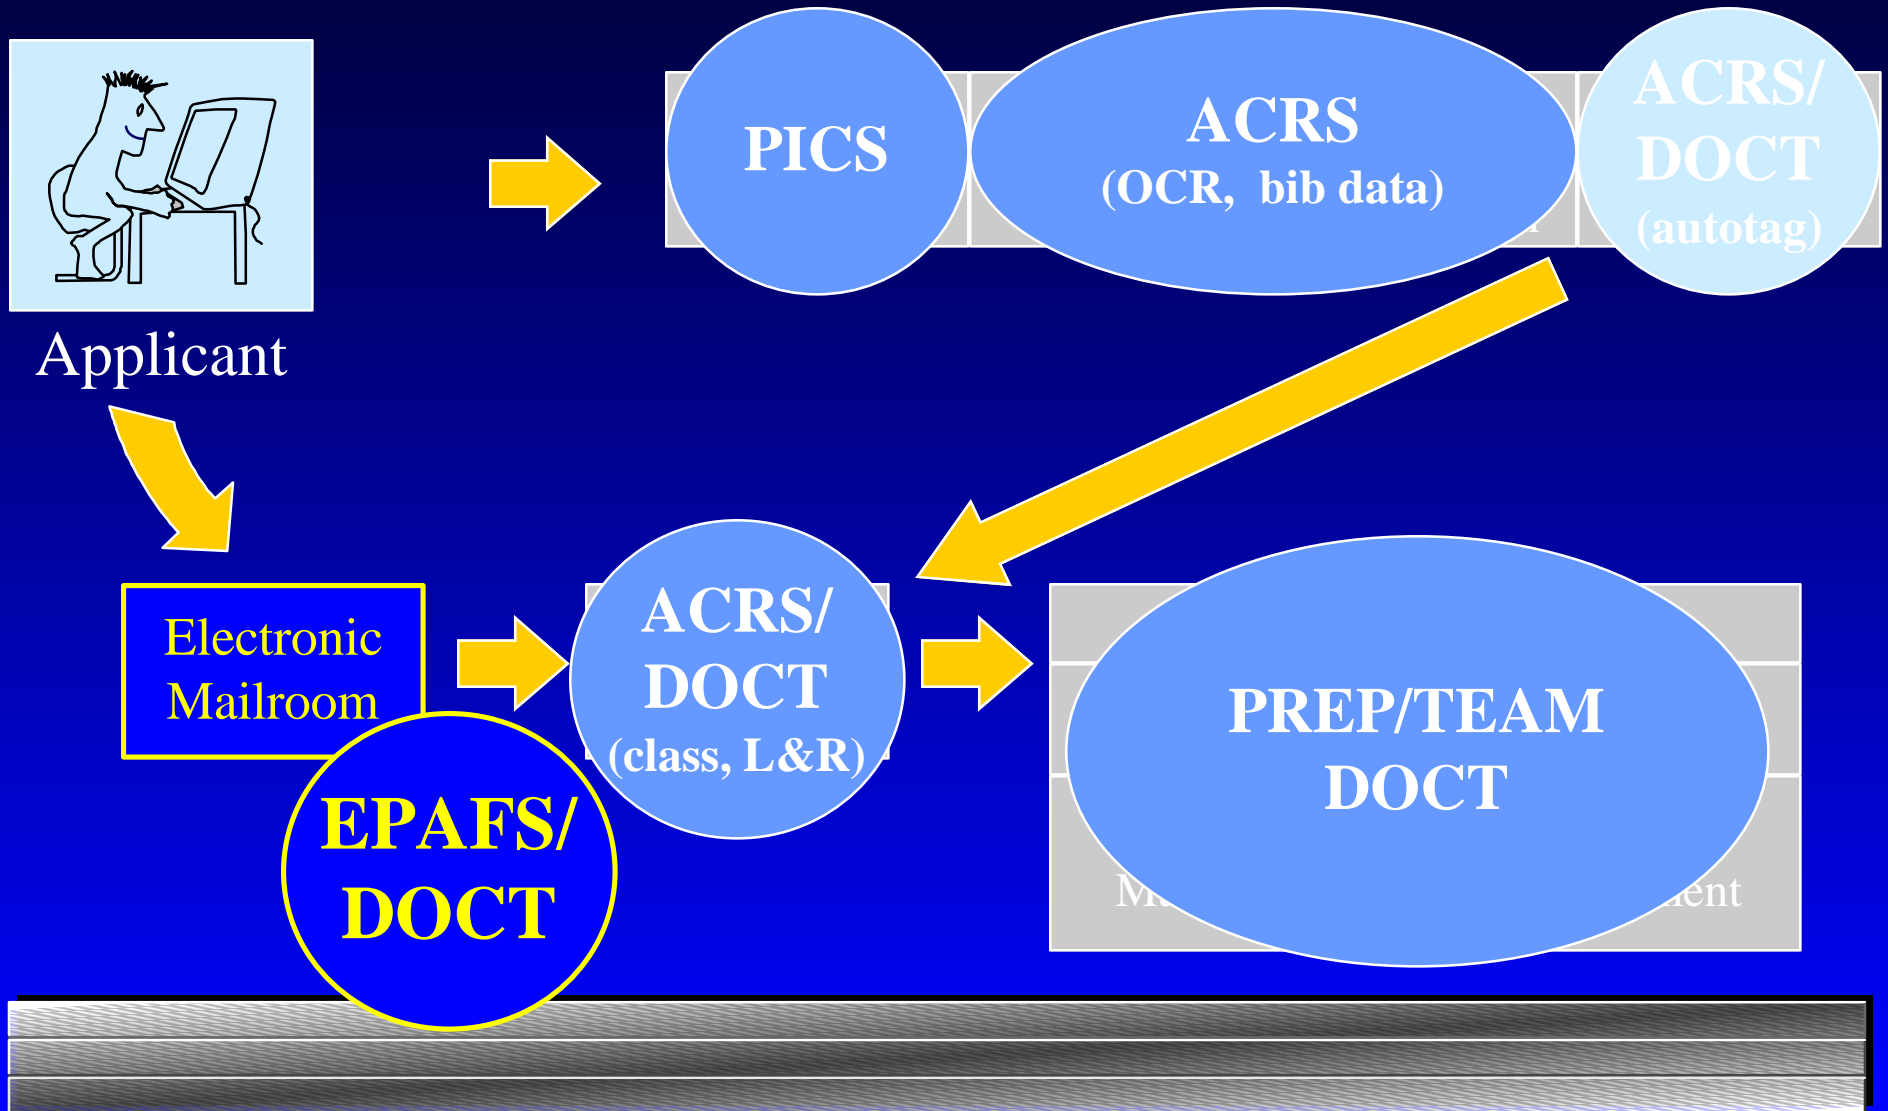 PICS
ACRS
(OCR, bib data)
ACRS/
DOCT
(autotag)
Applicant
Electronic
Mailroom
EPAFS/
DOCT
ACRS/
DOCT
(class, L&R)
PREP/TEAM
DOCT